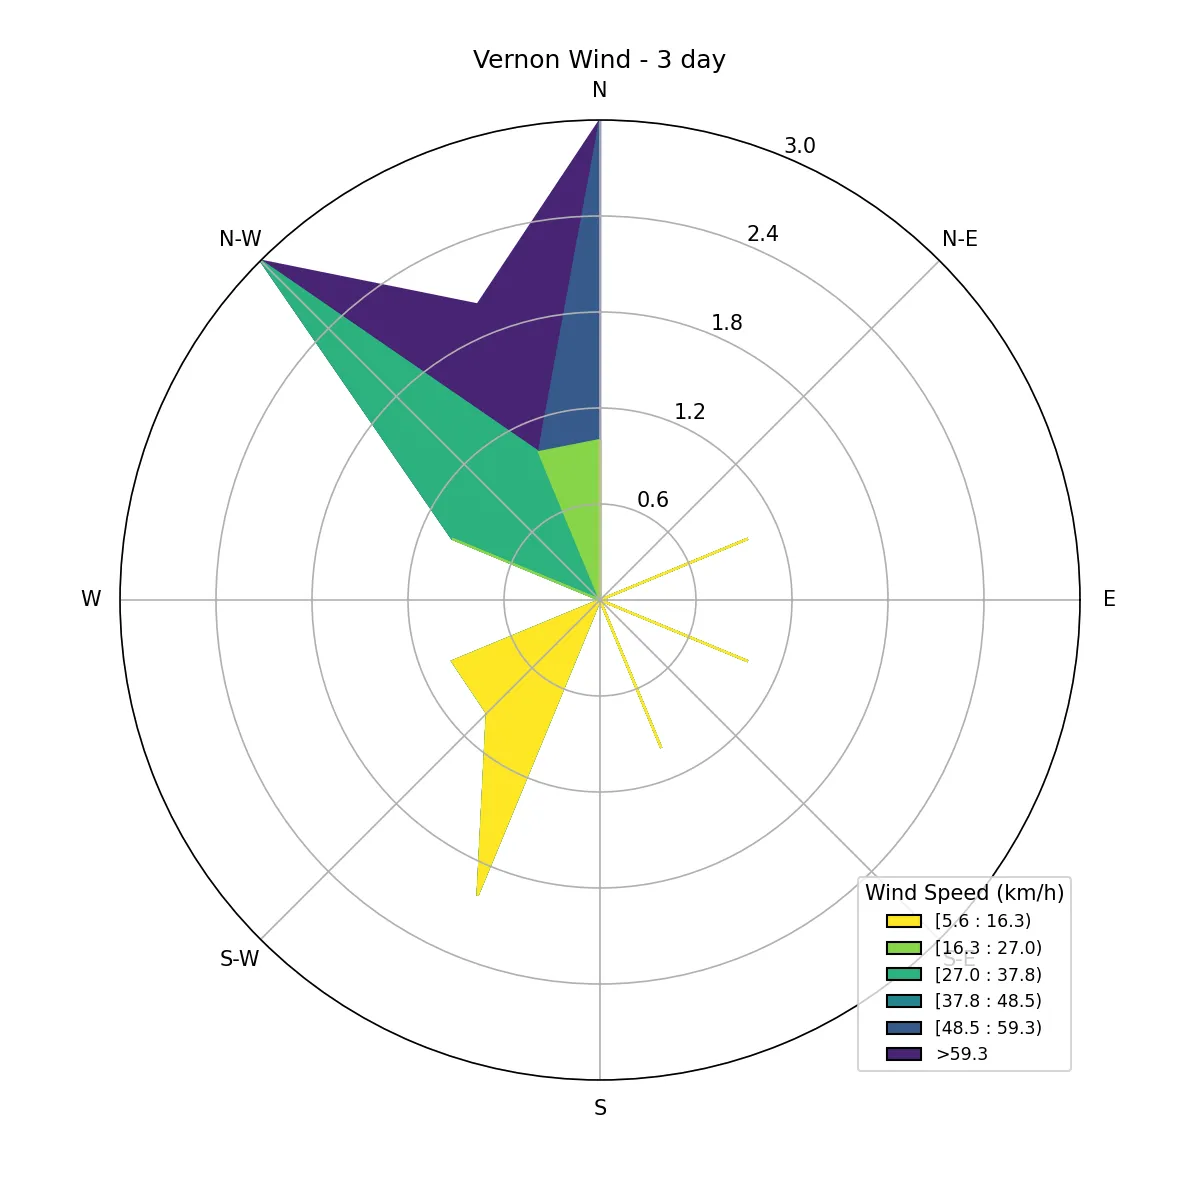 Vernon Wind - 3 day
N
3.0
2.4
N-W
N-E
1.8
1.2
0.6
W
E
Wind Speed (km/h)
[5.6 : 16.3)
[16.3 : 27.0)
S-W
S-E
[27.0 : 37.8)
[37.8 : 48.5)
[48.5 : 59.3)
>59.3
S